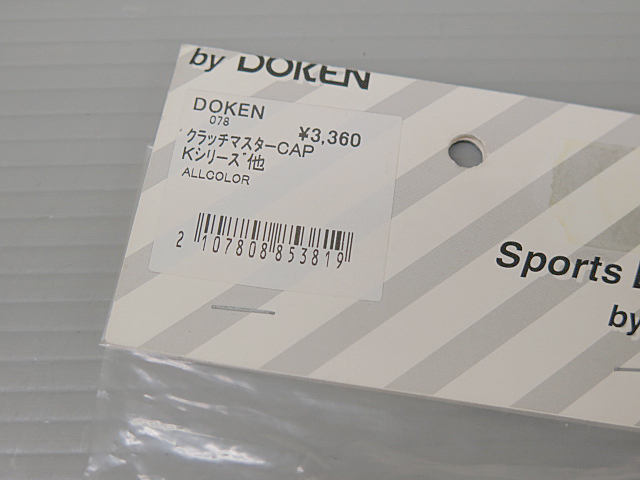 by DOKEN
DOKEN
078
¥3,360
クラッチマスターCAP
Kシリーズ他
ALLCOLOR
2 107808 853819
Sports
by